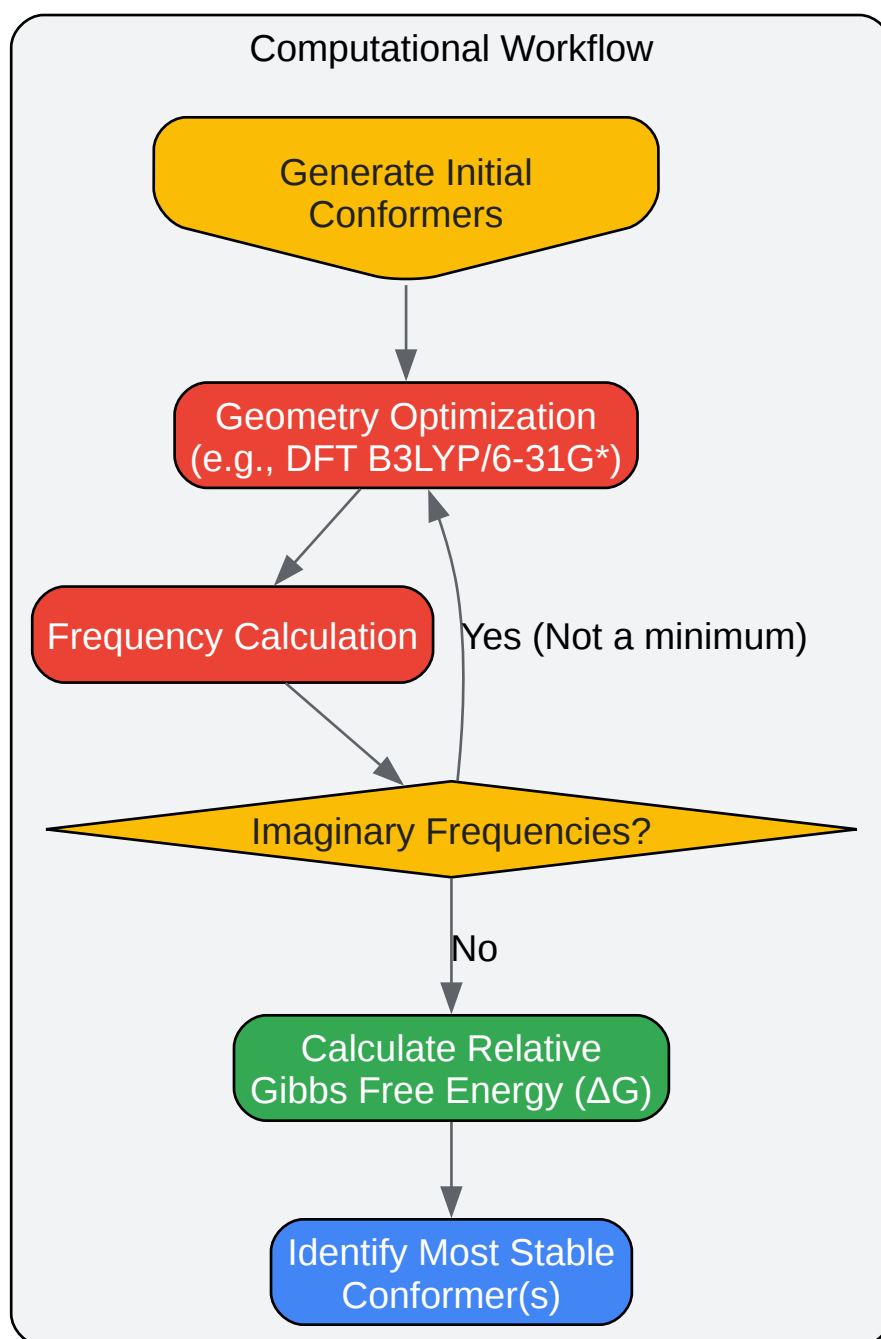 Computational Workflow
Generate Initial
Conformers
Geometry Optimization
(e.g., DFT B3LYP/6-31G*)
Frequency Calculation
Yes (Not a minimum)
Imaginary Frequencies?
No
Calculate Relative
Gibbs Free Energy (ΔG)
Identify Most Stable
Conformer(s)